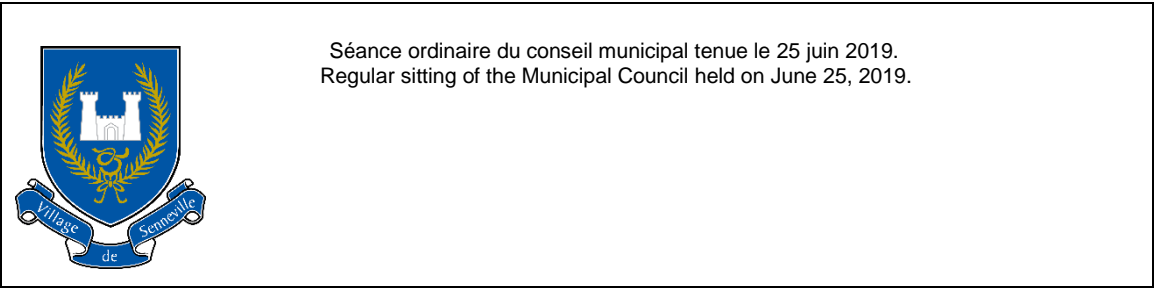 Séance ordinaire du conseil municipal tenue le 25 juin 2019.
Regular sitting of the Municipal Council held on June 25, 2019.
Village
de
Senneville